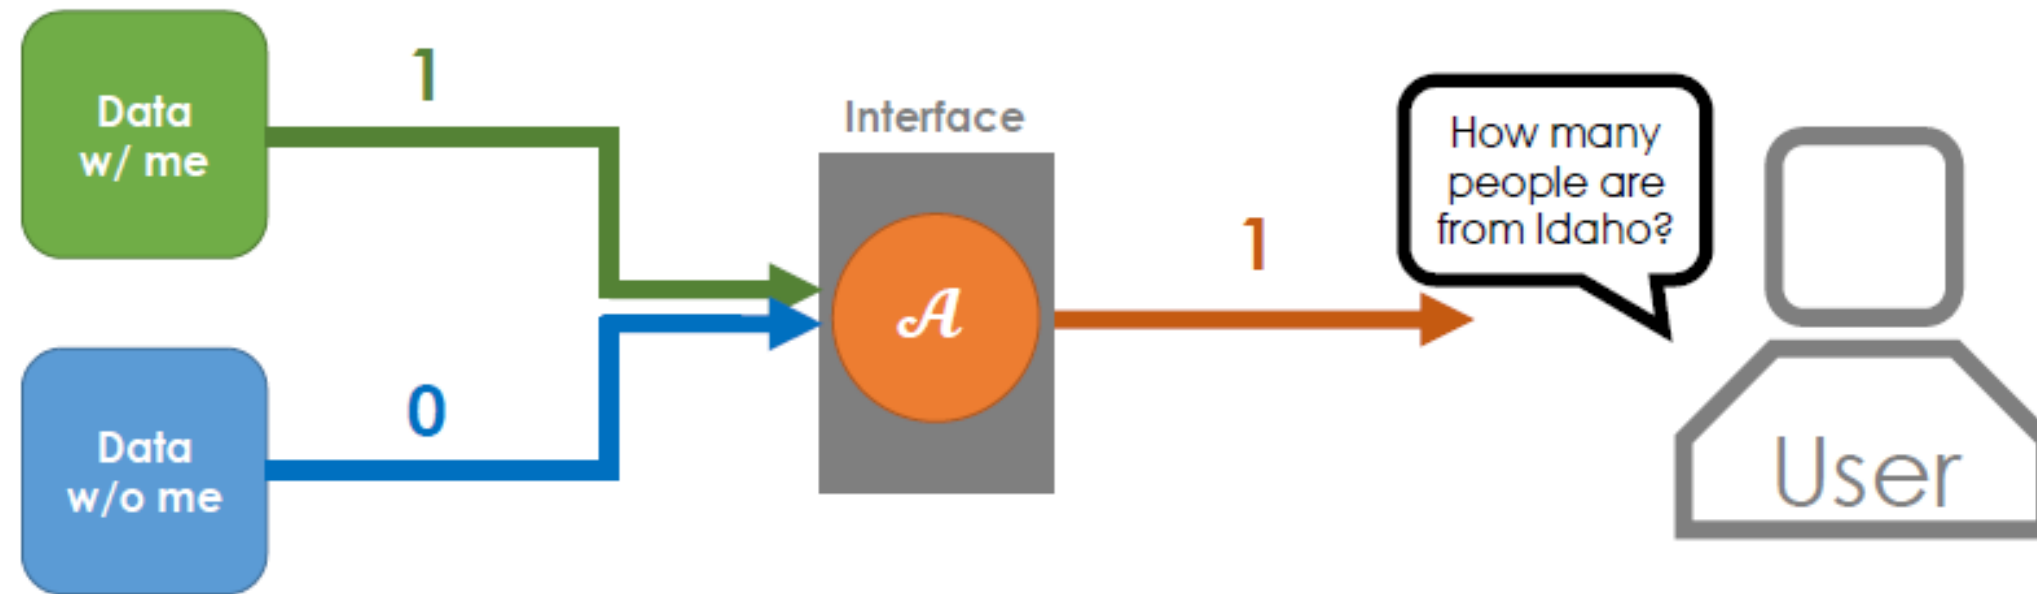 Data
w/ me
1
Interface
𝒜
1
How many
people are
from Idaho?
Data
w/o me
0
User